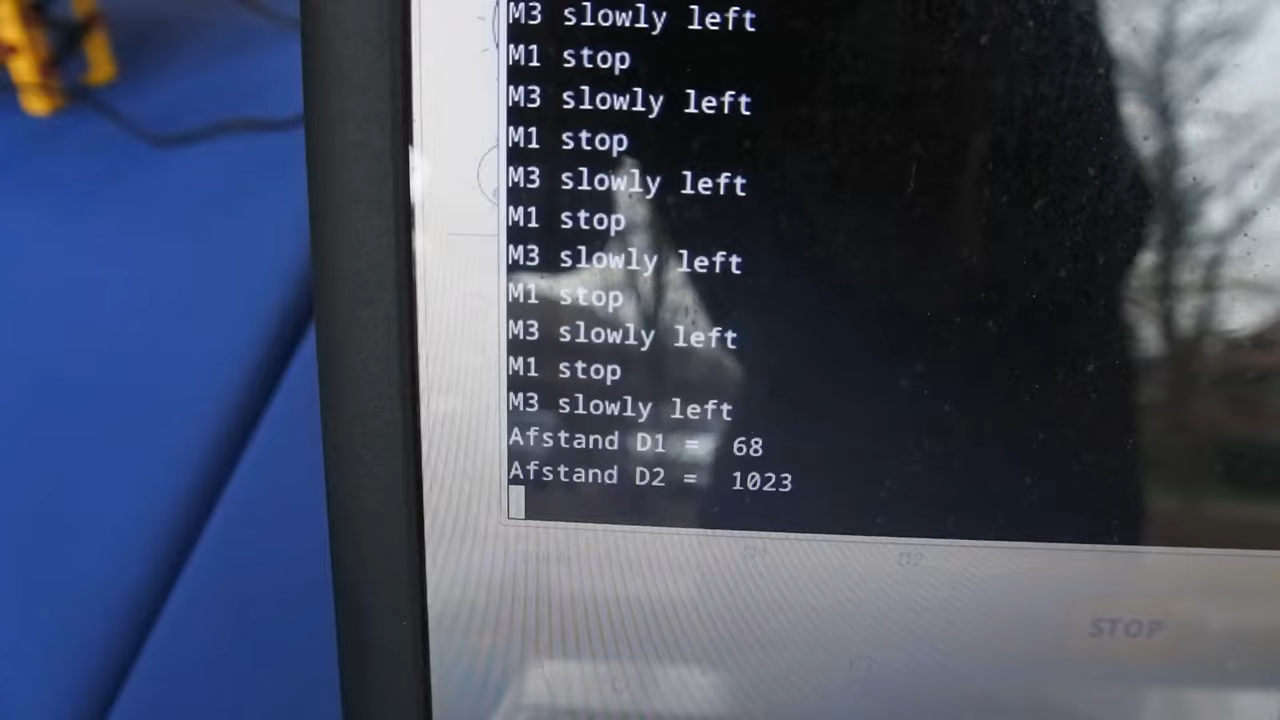 M3 slowly left
M1 stop
M3 slowly left
M1 stop
M3 slowly left
M1 stop
M3 slowly left
M1 stop
M3 slowly left
M1 stop
M3 slowly left
Afstand D1 = 68
Afstand D2 = 1023
STOP